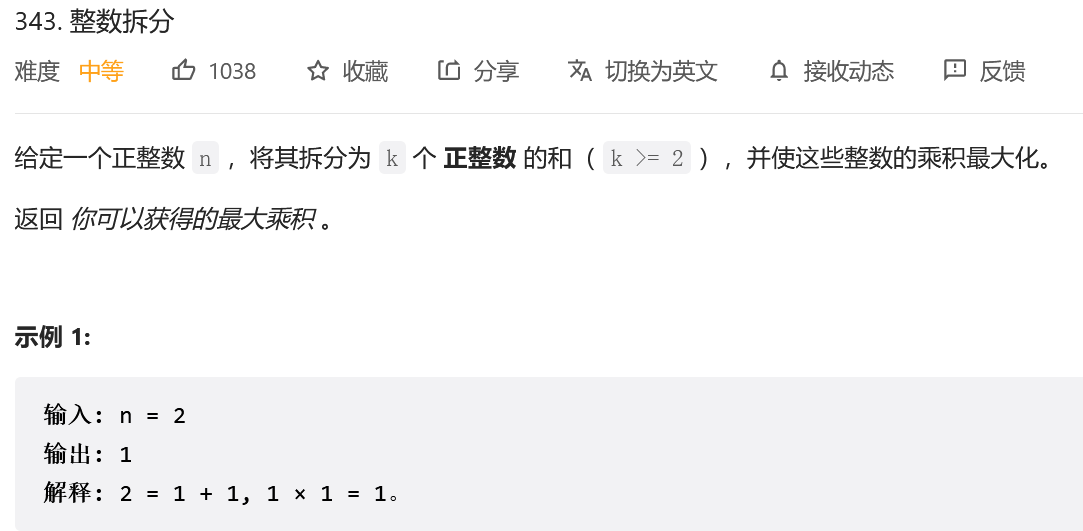 343. 整数拆分
难度 中等 1038 收藏 分享 切换为英文 接收动态 反馈
给定一个正整数 n ，将其拆分为 k 个 正整数 的和（ k >= 2 ），并使这些整数的乘积最大化。
返回 你可以获得的最大乘积 。
示例 1:
输入: n = 2
输出: 1
解释: 2 = 1 + 1, 1 × 1 = 1。